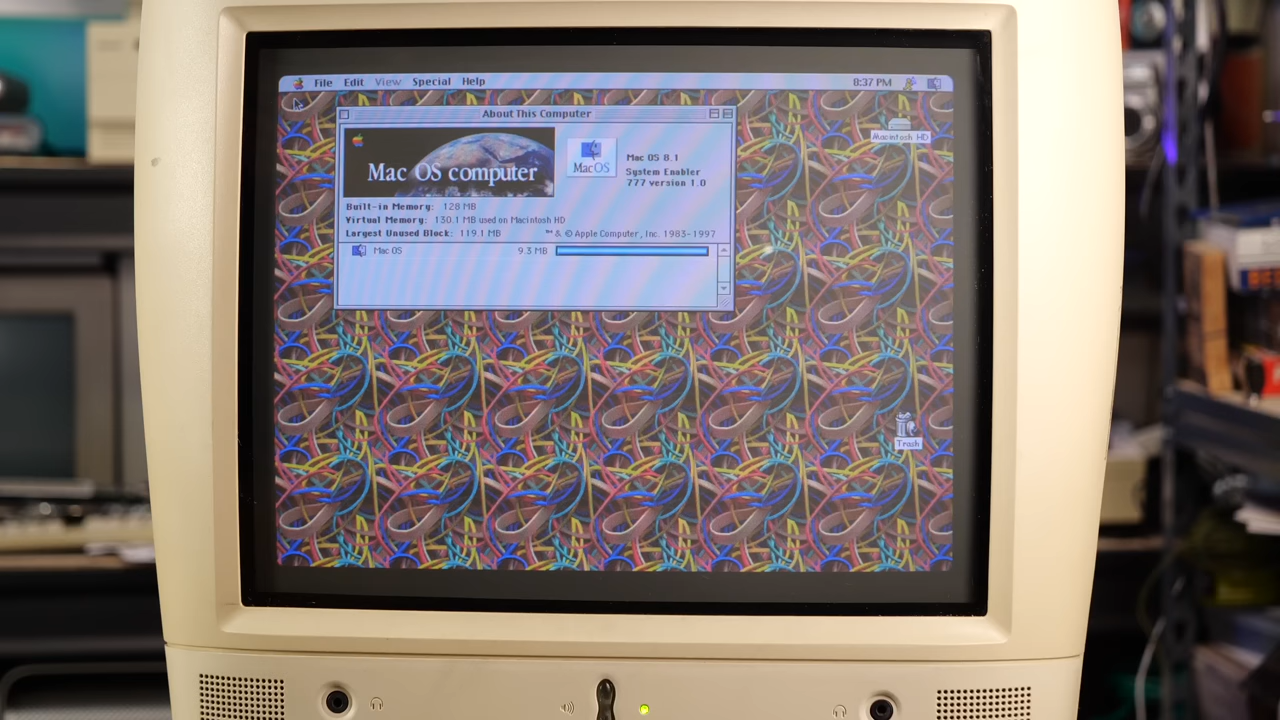 File Edit View Special Help 8:37 PM
Macintosh HD
About This Computer
Mac OS computer
MacOS
Mac OS 8.1
System Enabler
777 version 1.0
Built-in Memory: 128 MB
Virtual Memory: 130.1 MB used on Macintosh HD
Largest Unused Block: 119.1 MB ™ & © Apple Computer, Inc. 1983-1997
Mac OS 9.3 MB
Trash